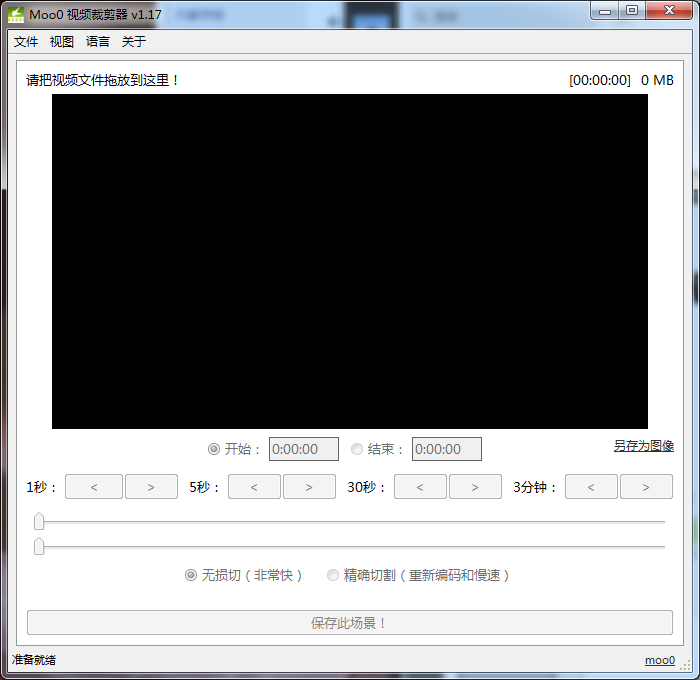 Moo0 视频裁剪器 v1.17
文件 视图 语言 关于
请把视频文件拖放到这里！ [00:00:00] 0 MB
开始： 0:00:00 结束： 0:00:00 另存为图像
1秒： < > 5秒： < > 30秒： < > 3分钟： < >
无损切（非常快） 精确切割（重新编码和慢速）
保存此场景！
准备就绪 moo0